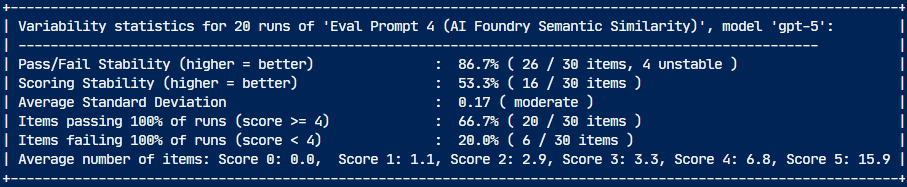 Variability statistics for 20 runs of 'Eval Prompt 4 (AI Foundry Semantic Similarity)', model 'gpt-5':
Pass/Fail Stability (higher = better) : 86.7% ( 26 / 30 items, 4 unstable )
Scoring Stability (higher = better) : 53.3% ( 16 / 30 items )
Average Standard Deviation : 0.17 ( moderate )
Items passing 100% of runs (score >= 4) : 66.7% ( 20 / 30 items )
Items failing 100% of runs (score < 4) : 20.0% ( 6 / 30 items )
Average number of items: Score 0: 0.0, Score 1: 1.1, Score 2: 2.9, Score 3: 3.3, Score 4: 6.8, Score 5: 15.9